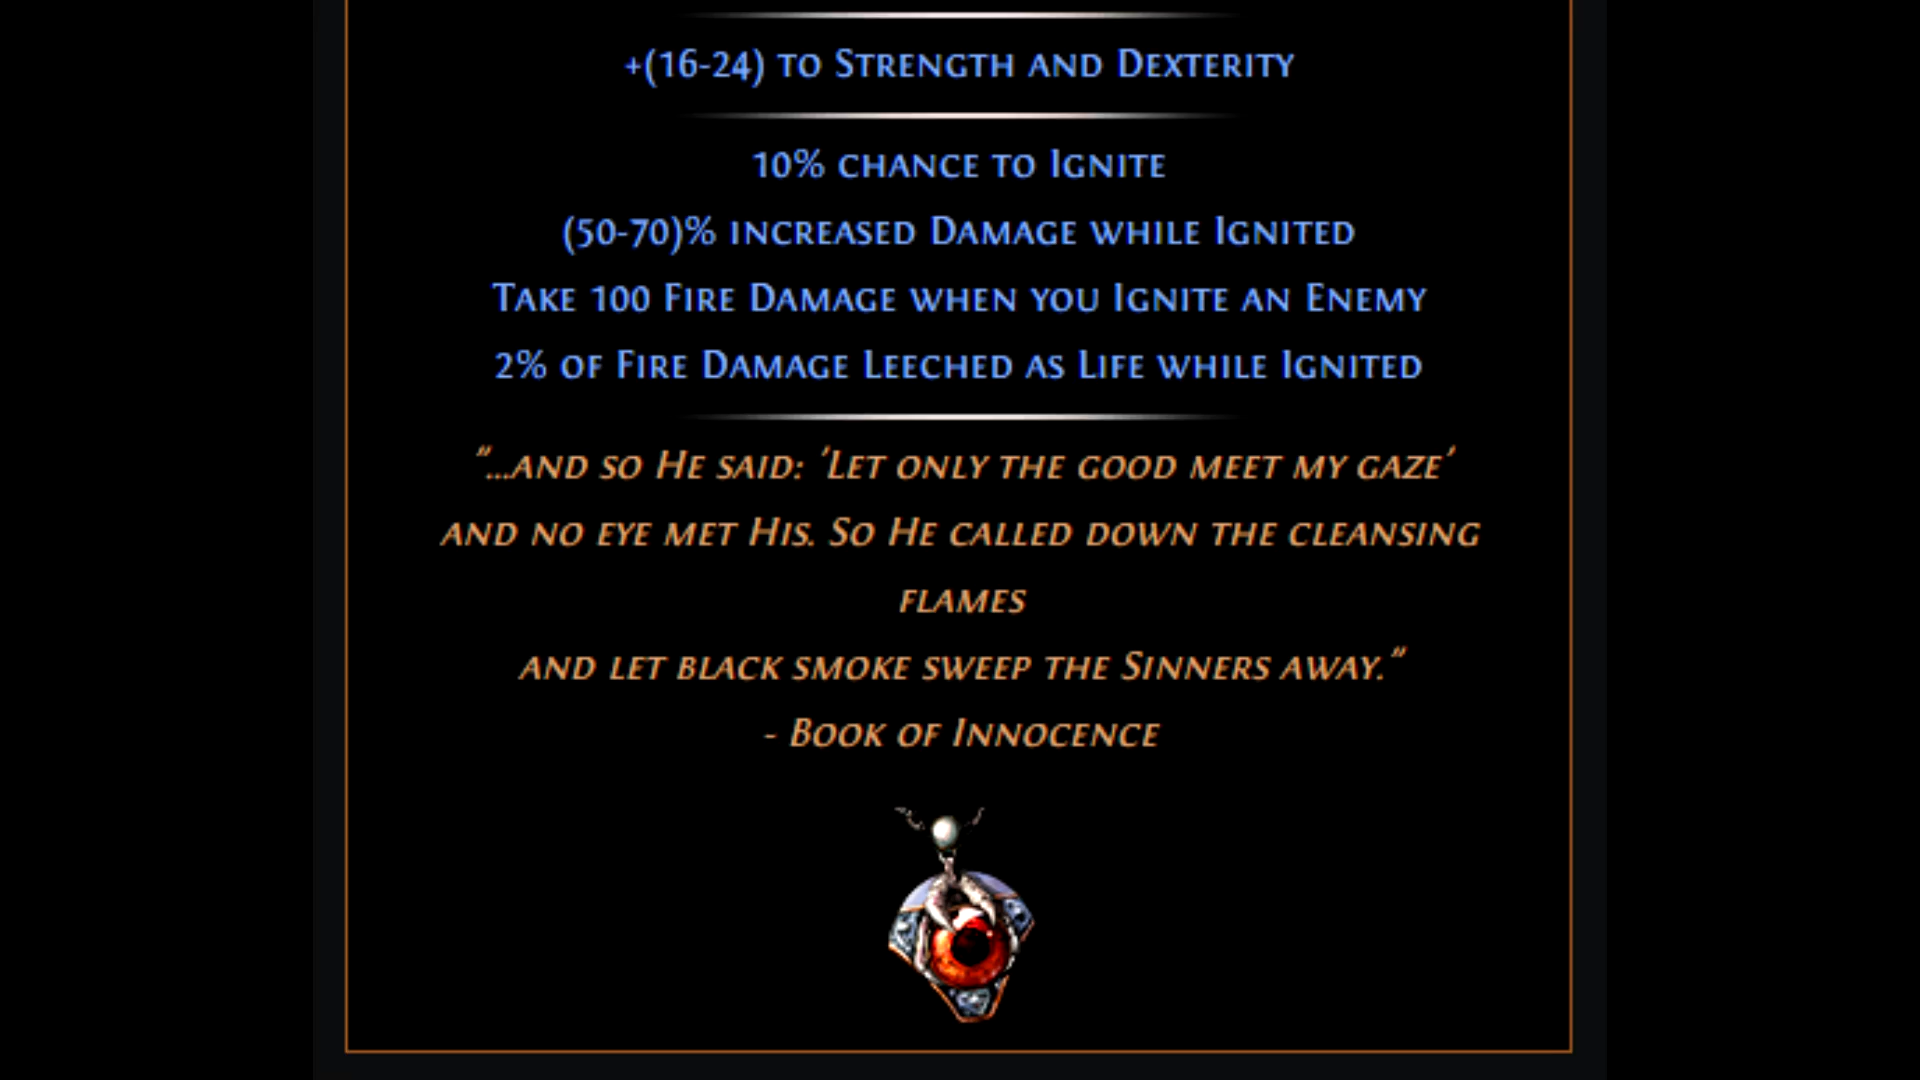 +(16-24) to Strength and Dexterity
10% chance to Ignite
(50-70)% increased Damage while Ignited
Take 100 Fire Damage when you Ignite an Enemy
2% of Fire Damage Leeched as Life while Ignited
"...and so He said: 'Let only the good meet my gaze'
and no eye met His. So He called down the cleansing
flames
and let black smoke sweep the Sinners away."
- Book of Innocence